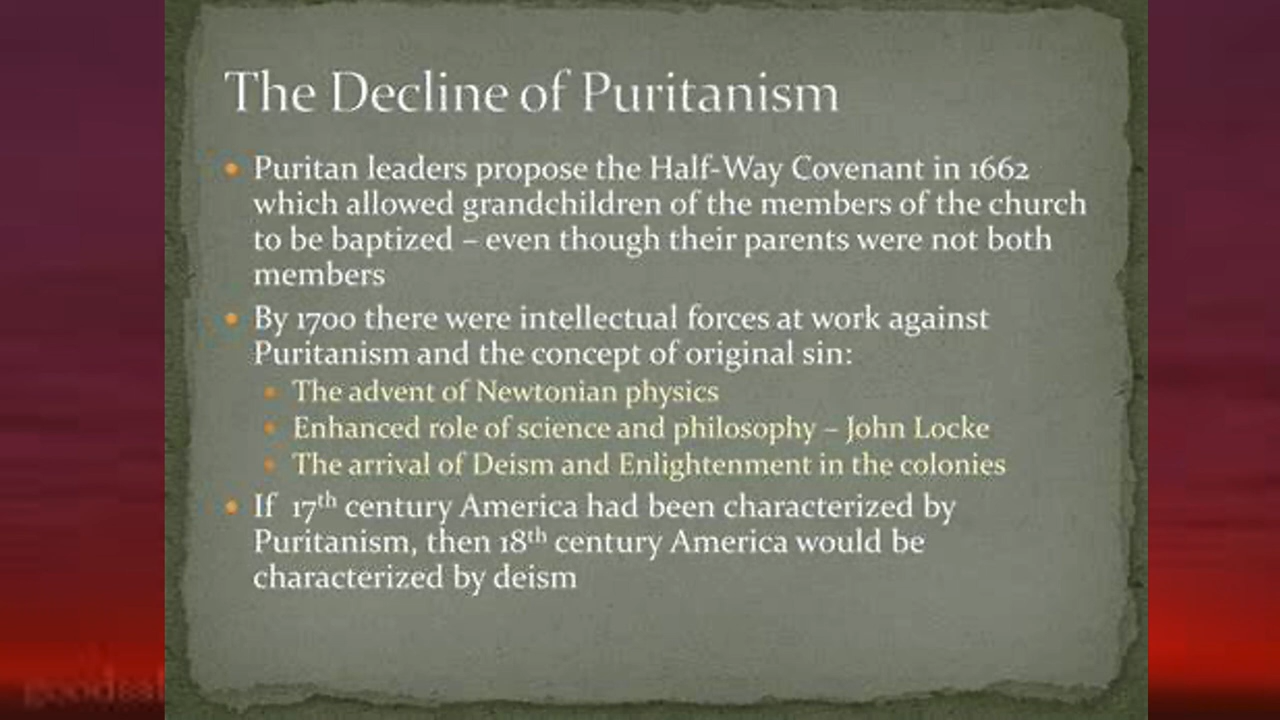 The Decline of Puritanism
• Puritan leaders propose the Half-Way Covenant in 1662
which allowed grandchildren of the members of the church
to be baptized – even though their parents were not both
members
• By 1700 there were intellectual forces at work against
Puritanism and the concept of original sin:
• The advent of Newtonian physics
• Enhanced role of science and philosophy – John Locke
• The arrival of Deism and Enlightenment in the colonies
• If 17th century America had been characterized by
Puritanism, then 18th century America would be
characterized by deism